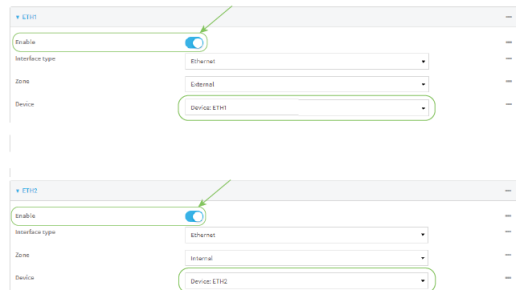 ▾ ETH1
Enable
Interface type Ethernet
Zone External
Device Device: ETH1
▾ ETH2
Enable
Interface type Ethernet
Zone Internal
Device Device: ETH2